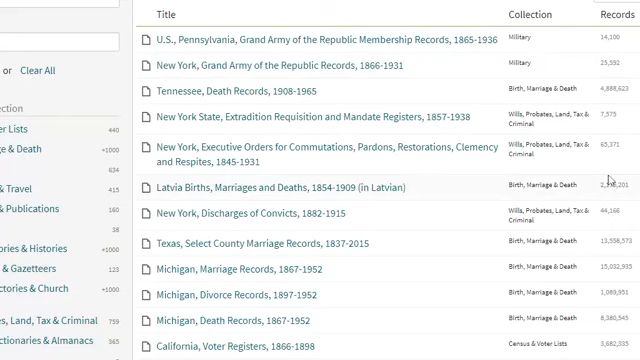 Title Collection Records
U.S., Pennsylvania, Grand Army of the Republic Membership Records, 1865-1936 Military 14,100
or Clear All
New York, Grand Army of the Republic Records, 1866-1931 Military 25,592
Tennessee, Death Records, 1908-1965 Birth, Marriage & Death 4,888,623
ection
New York State, Extradition Requisition and Mandate Registers, 1857-1938 Wills, Probates, Land, Tax & Criminal 7,575
er Lists 440
ge & Death +1000
New York, Executive Orders for Commutations, Pardons, Restorations, Clemency and Respites, 1845-1931 Wills, Probates, Land, Tax & Criminal 65,371
634
& Travel 415
Latvia Births, Marriages and Deaths, 1854-1909 (in Latvian) Birth, Marriage & Death
& Publications 160
New York, Discharges of Convicts, 1882-1915 Wills, Probates, Land, Tax & Criminal 44,166
38
ories & Histories +1000
Texas, Select County Marriage Records, 1837-2015 Birth, Marriage & Death 13,558,573
& Gazetteers 123
Michigan, Marriage Records, 1867-1952 Birth, Marriage & Death 15,032,935
ctories & Church +1000
Michigan, Divorce Records, 1897-1952 Birth, Marriage & Death 1,089,951
s, Land, Tax & Criminal 759
Michigan, Death Records, 1867-1952 Birth, Marriage & Death 8,380,945
ctionaries & Almanacs 365
California, Voter Registers, 1866-1898 Census & Voter Lists 3,682,335